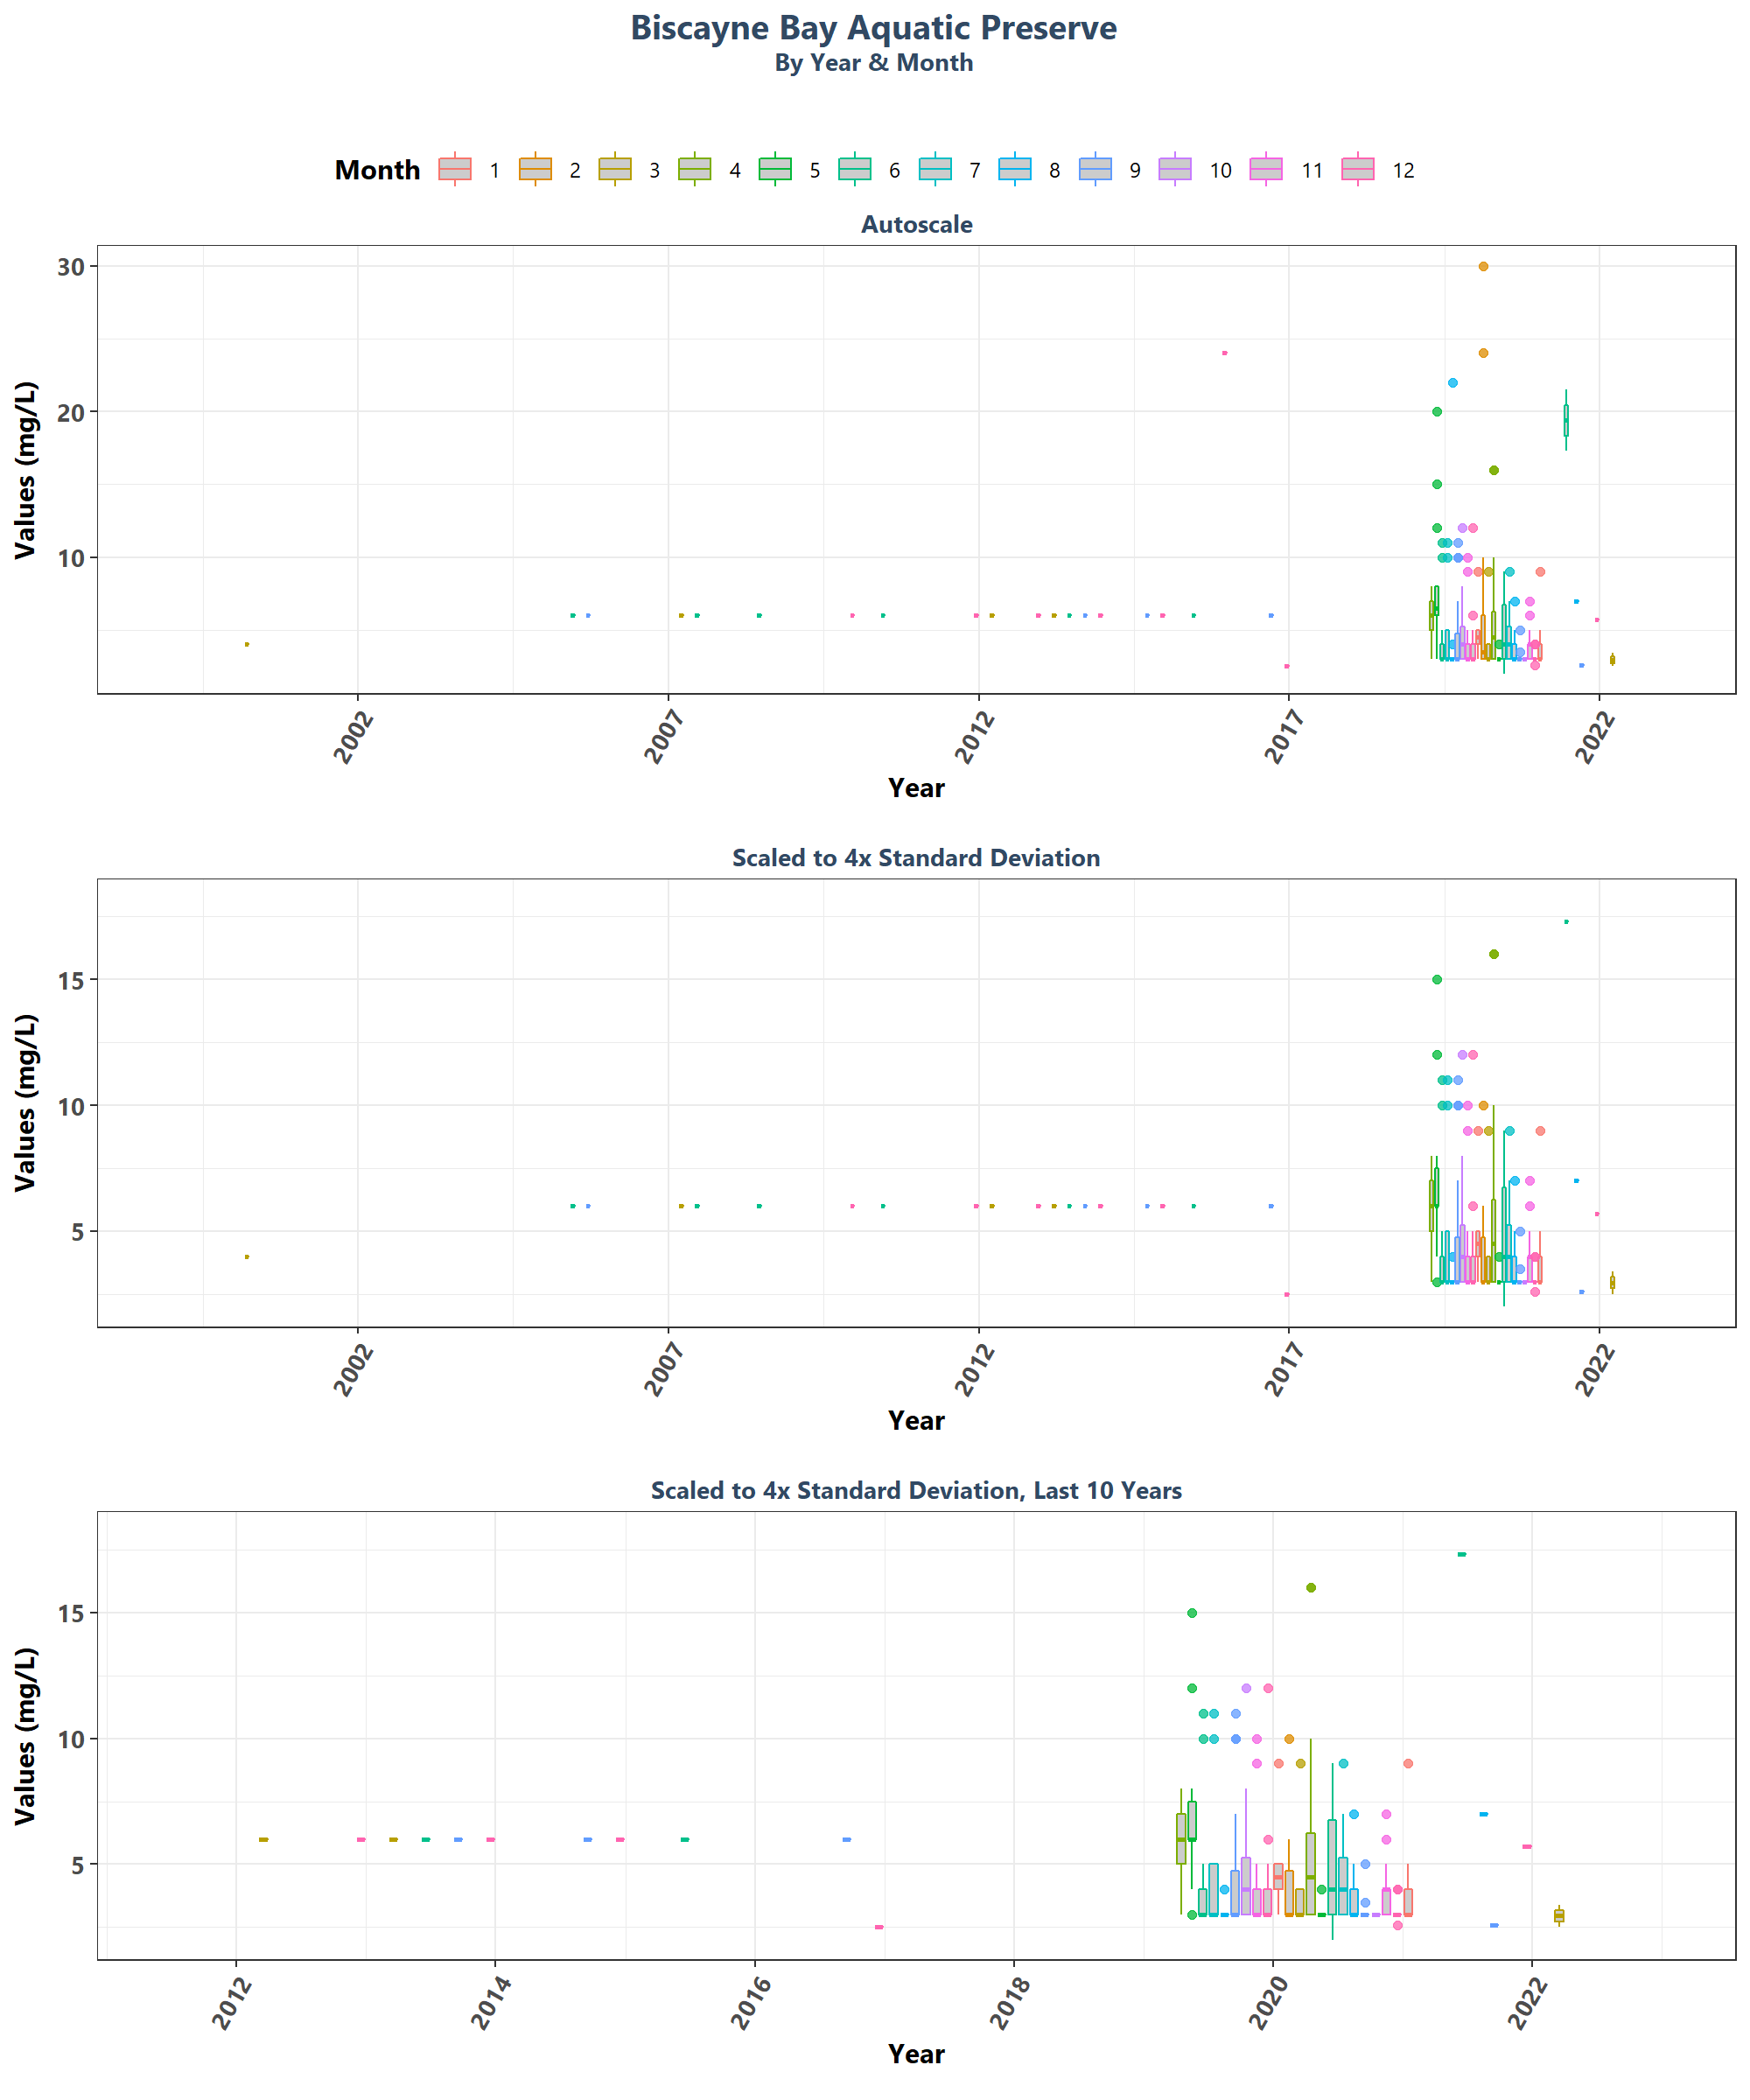 Biscayne Bay Aquatic Preserve
By Year & Month
Month 1 2 3 4 5 6 7 8 9 10 11 12
Autoscale
Values (mg/L)
30
20
10
2002 2007 2012 2017 2022
Year
Scaled to 4x Standard Deviation
Values (mg/L)
15
10
5
2002 2007 2012 2017 2022
Year
Scaled to 4x Standard Deviation, Last 10 Years
Values (mg/L)
15
10
5
2012 2014 2016 2018 2020 2022
Year